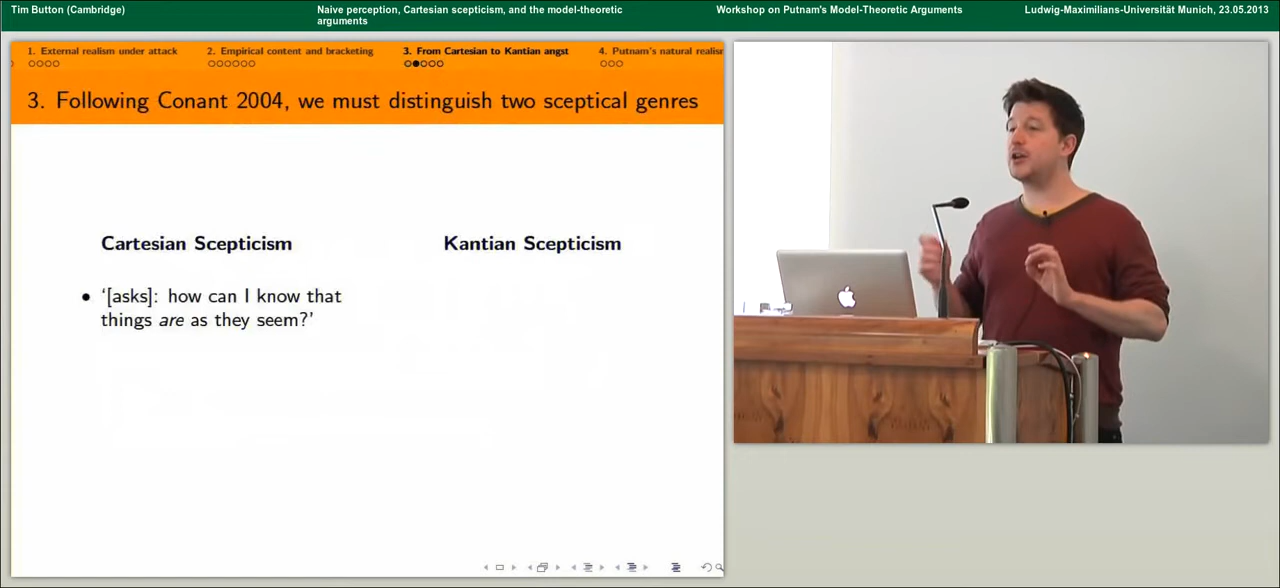 Tim Button (Cambridge)
Naive perception, Cartesian scepticism, and the model-theoretic
arguments
Workshop on Putnam's Model-Theoretic Arguments
Ludwig-Maximilians-Universität Munich, 23.05.2013
1. External realism under attack
2. Empirical content and bracketing
3. From Cartesian to Kantian angst
4. Putnam's natural realism
3. Following Conant 2004, we must distinguish two sceptical genres
Cartesian Scepticism
Kantian Scepticism
• '[asks]: how can I know that
things are as they seem?'